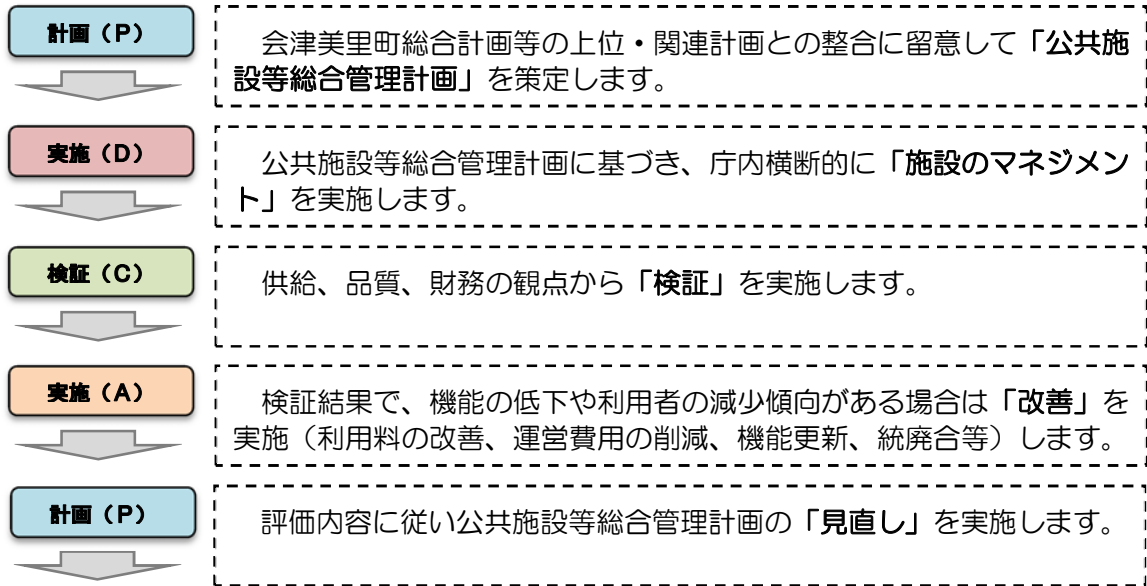 計画（P）
会津美里町総合計画等の上位・関連計画との整合に留意して「公共施
設等総合管理計画」を策定します。
実施（D）
公共施設等総合管理計画に基づき、庁内横断的に「施設のマネジメン
ト」を実施します。
検証（C）
供給、品質、財務の観点から「検証」を実施します。
実施（A）
検証結果で、機能の低下や利用者の減少傾向がある場合は「改善」を
実施（利用料の改善、運営費用の削減、機能更新、統廃合等）します。
計画（P）
評価内容に従い公共施設等総合管理計画の「見直し」を実施します。